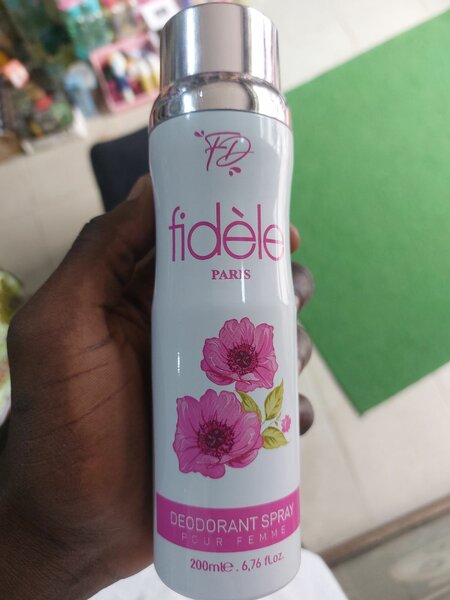 FD
fidèle
PARIS
DEODORANT SPRAY
POUR FEMME
200ml℮ . 6,76 fl.oz.